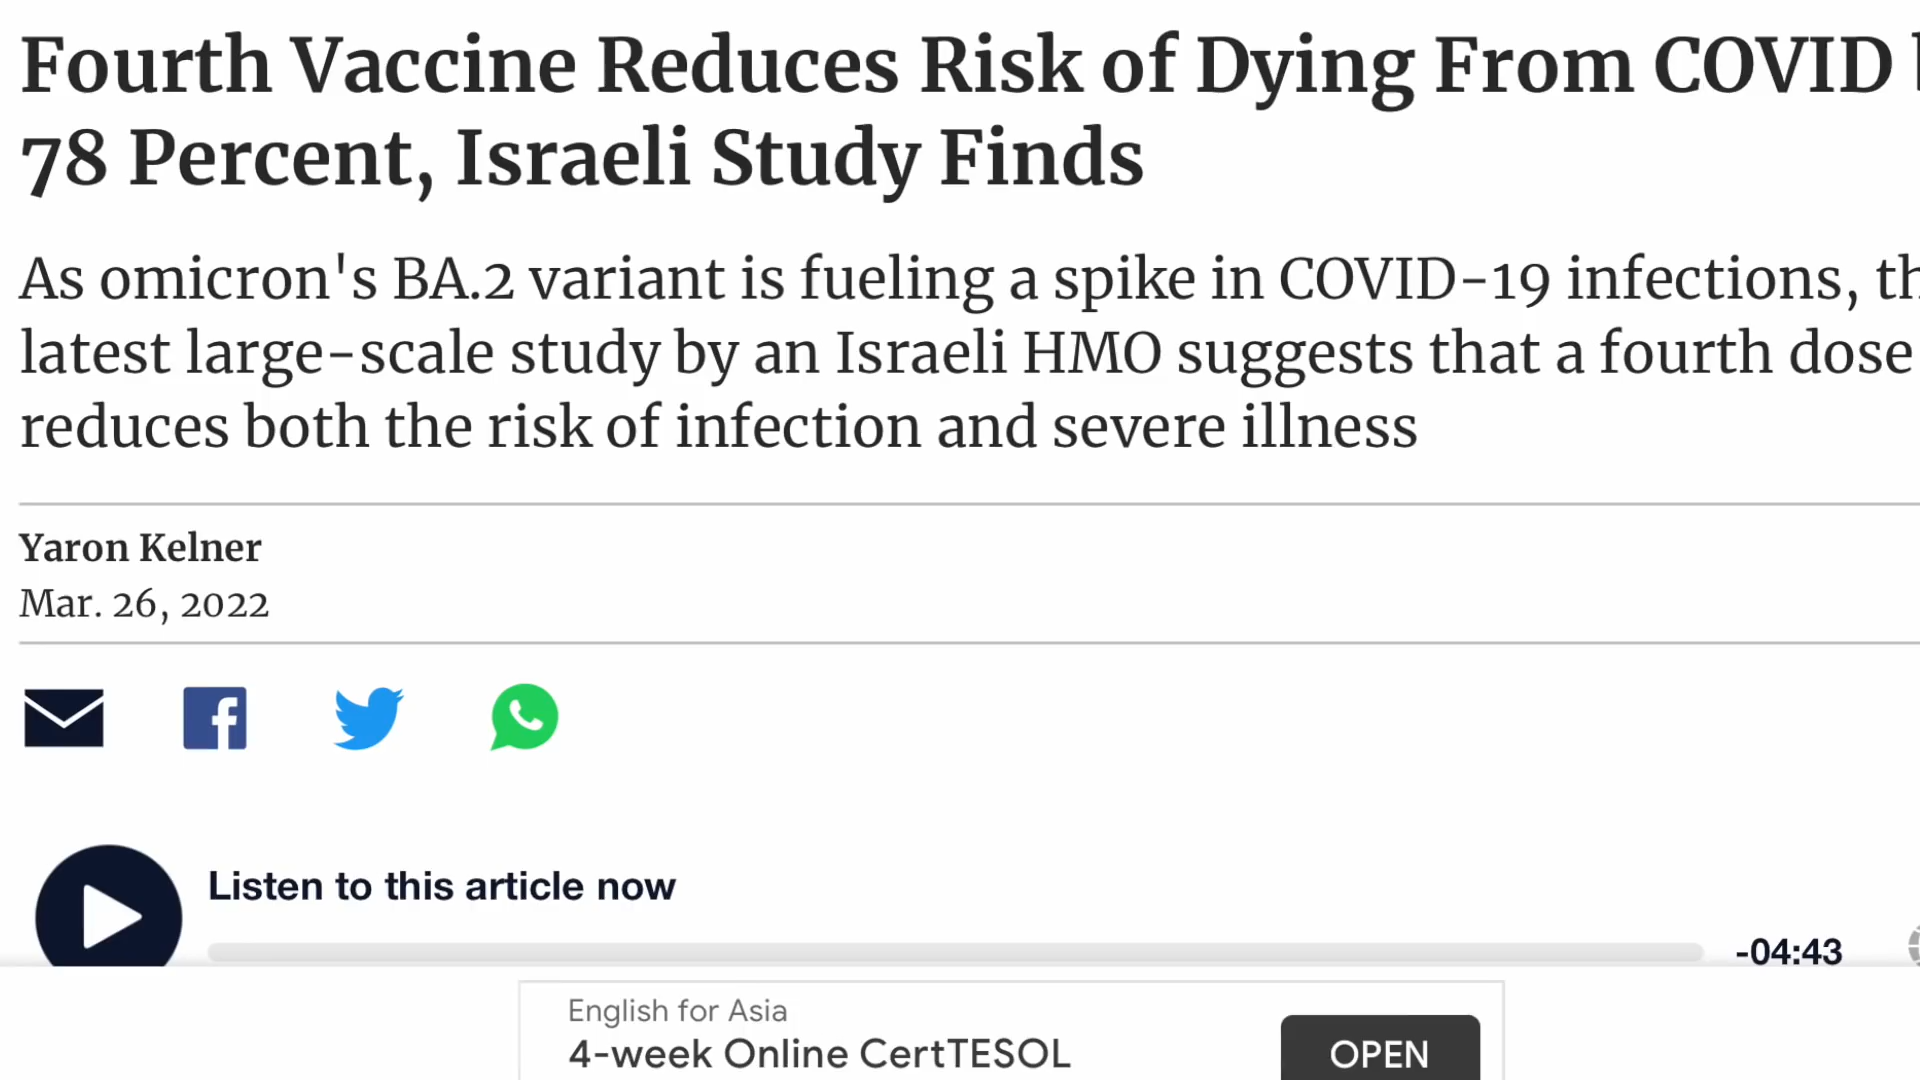 Fourth Vaccine Reduces Risk of Dying From COVID
78 Percent, Israeli Study Finds
As omicron's BA.2 variant is fueling a spike in COVID-19 infections,
latest large-scale study by an Israeli HMO suggests that a fourth dose
reduces both the risk of infection and severe illness
Yaron Kelner
Mar. 26, 2022
Listen to this article now
-04:43
English for Asia
4-week Online CertTESOL
OPEN